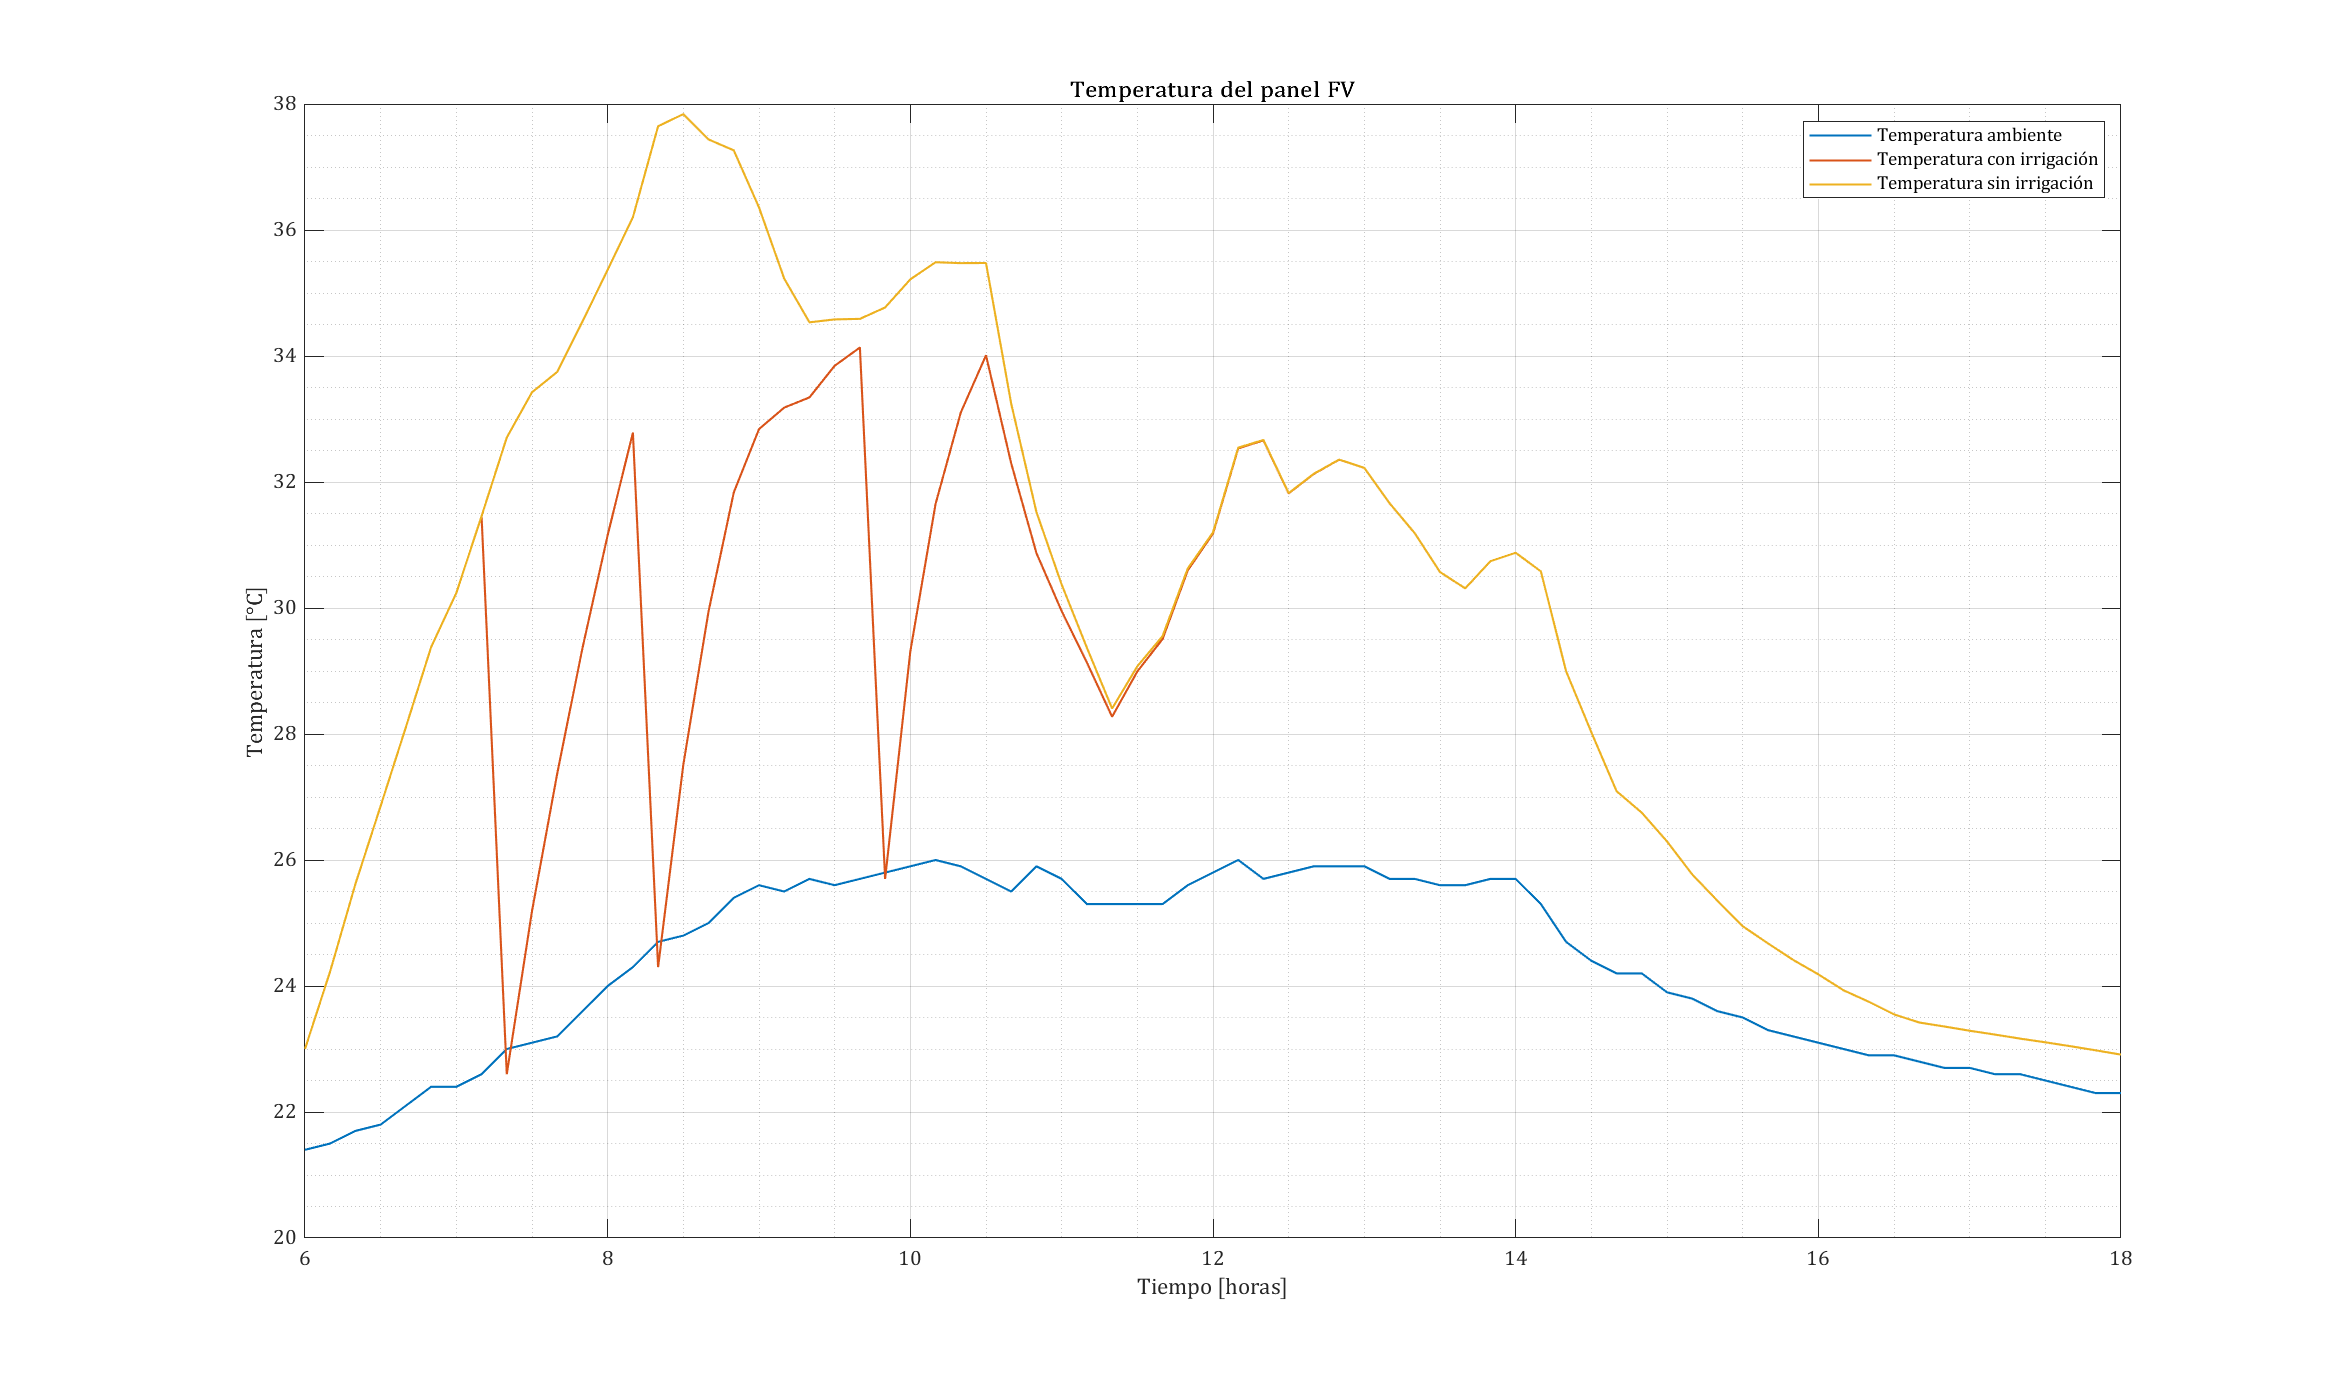 Temperatura del panel FV
38
36
34
32
30
28
26
24
22
20
Temperatura [°C]
Temperatura ambiente
Temperatura con irrigación
Temperatura sin irrigación
6 8 10 12 14 16 18
Tiempo [horas]